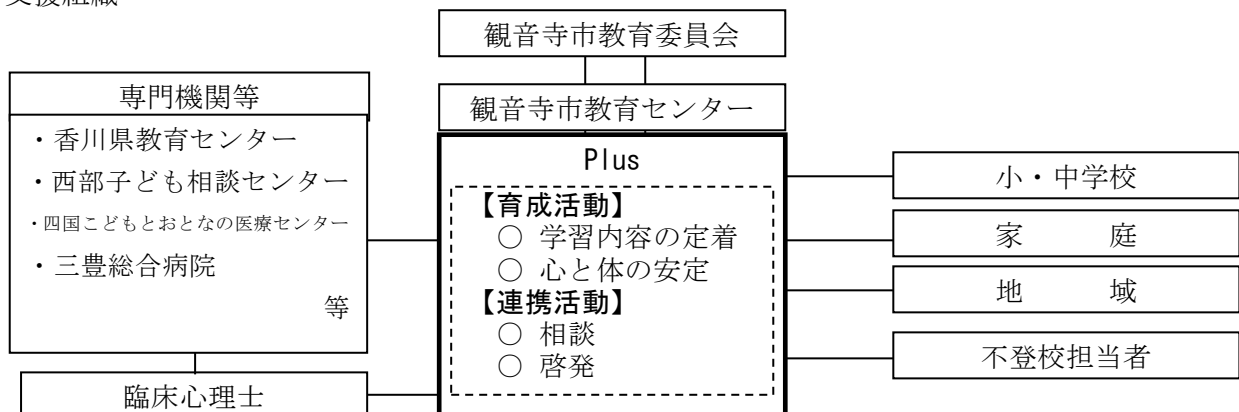 支援組織
観音寺市教育委員会
観音寺市教育センター
専門機関等
・香川県教育センター
・西部子ども相談センター
・四国こどもとおとなの医療センター
・三豊総合病院
等
臨床心理士
Plus
【育成活動】
○ 学習内容の定着
○ 心と体の安定
【連携活動】
○ 相談
○ 啓発
小・中学校
家 庭
地 域
不登校担当者